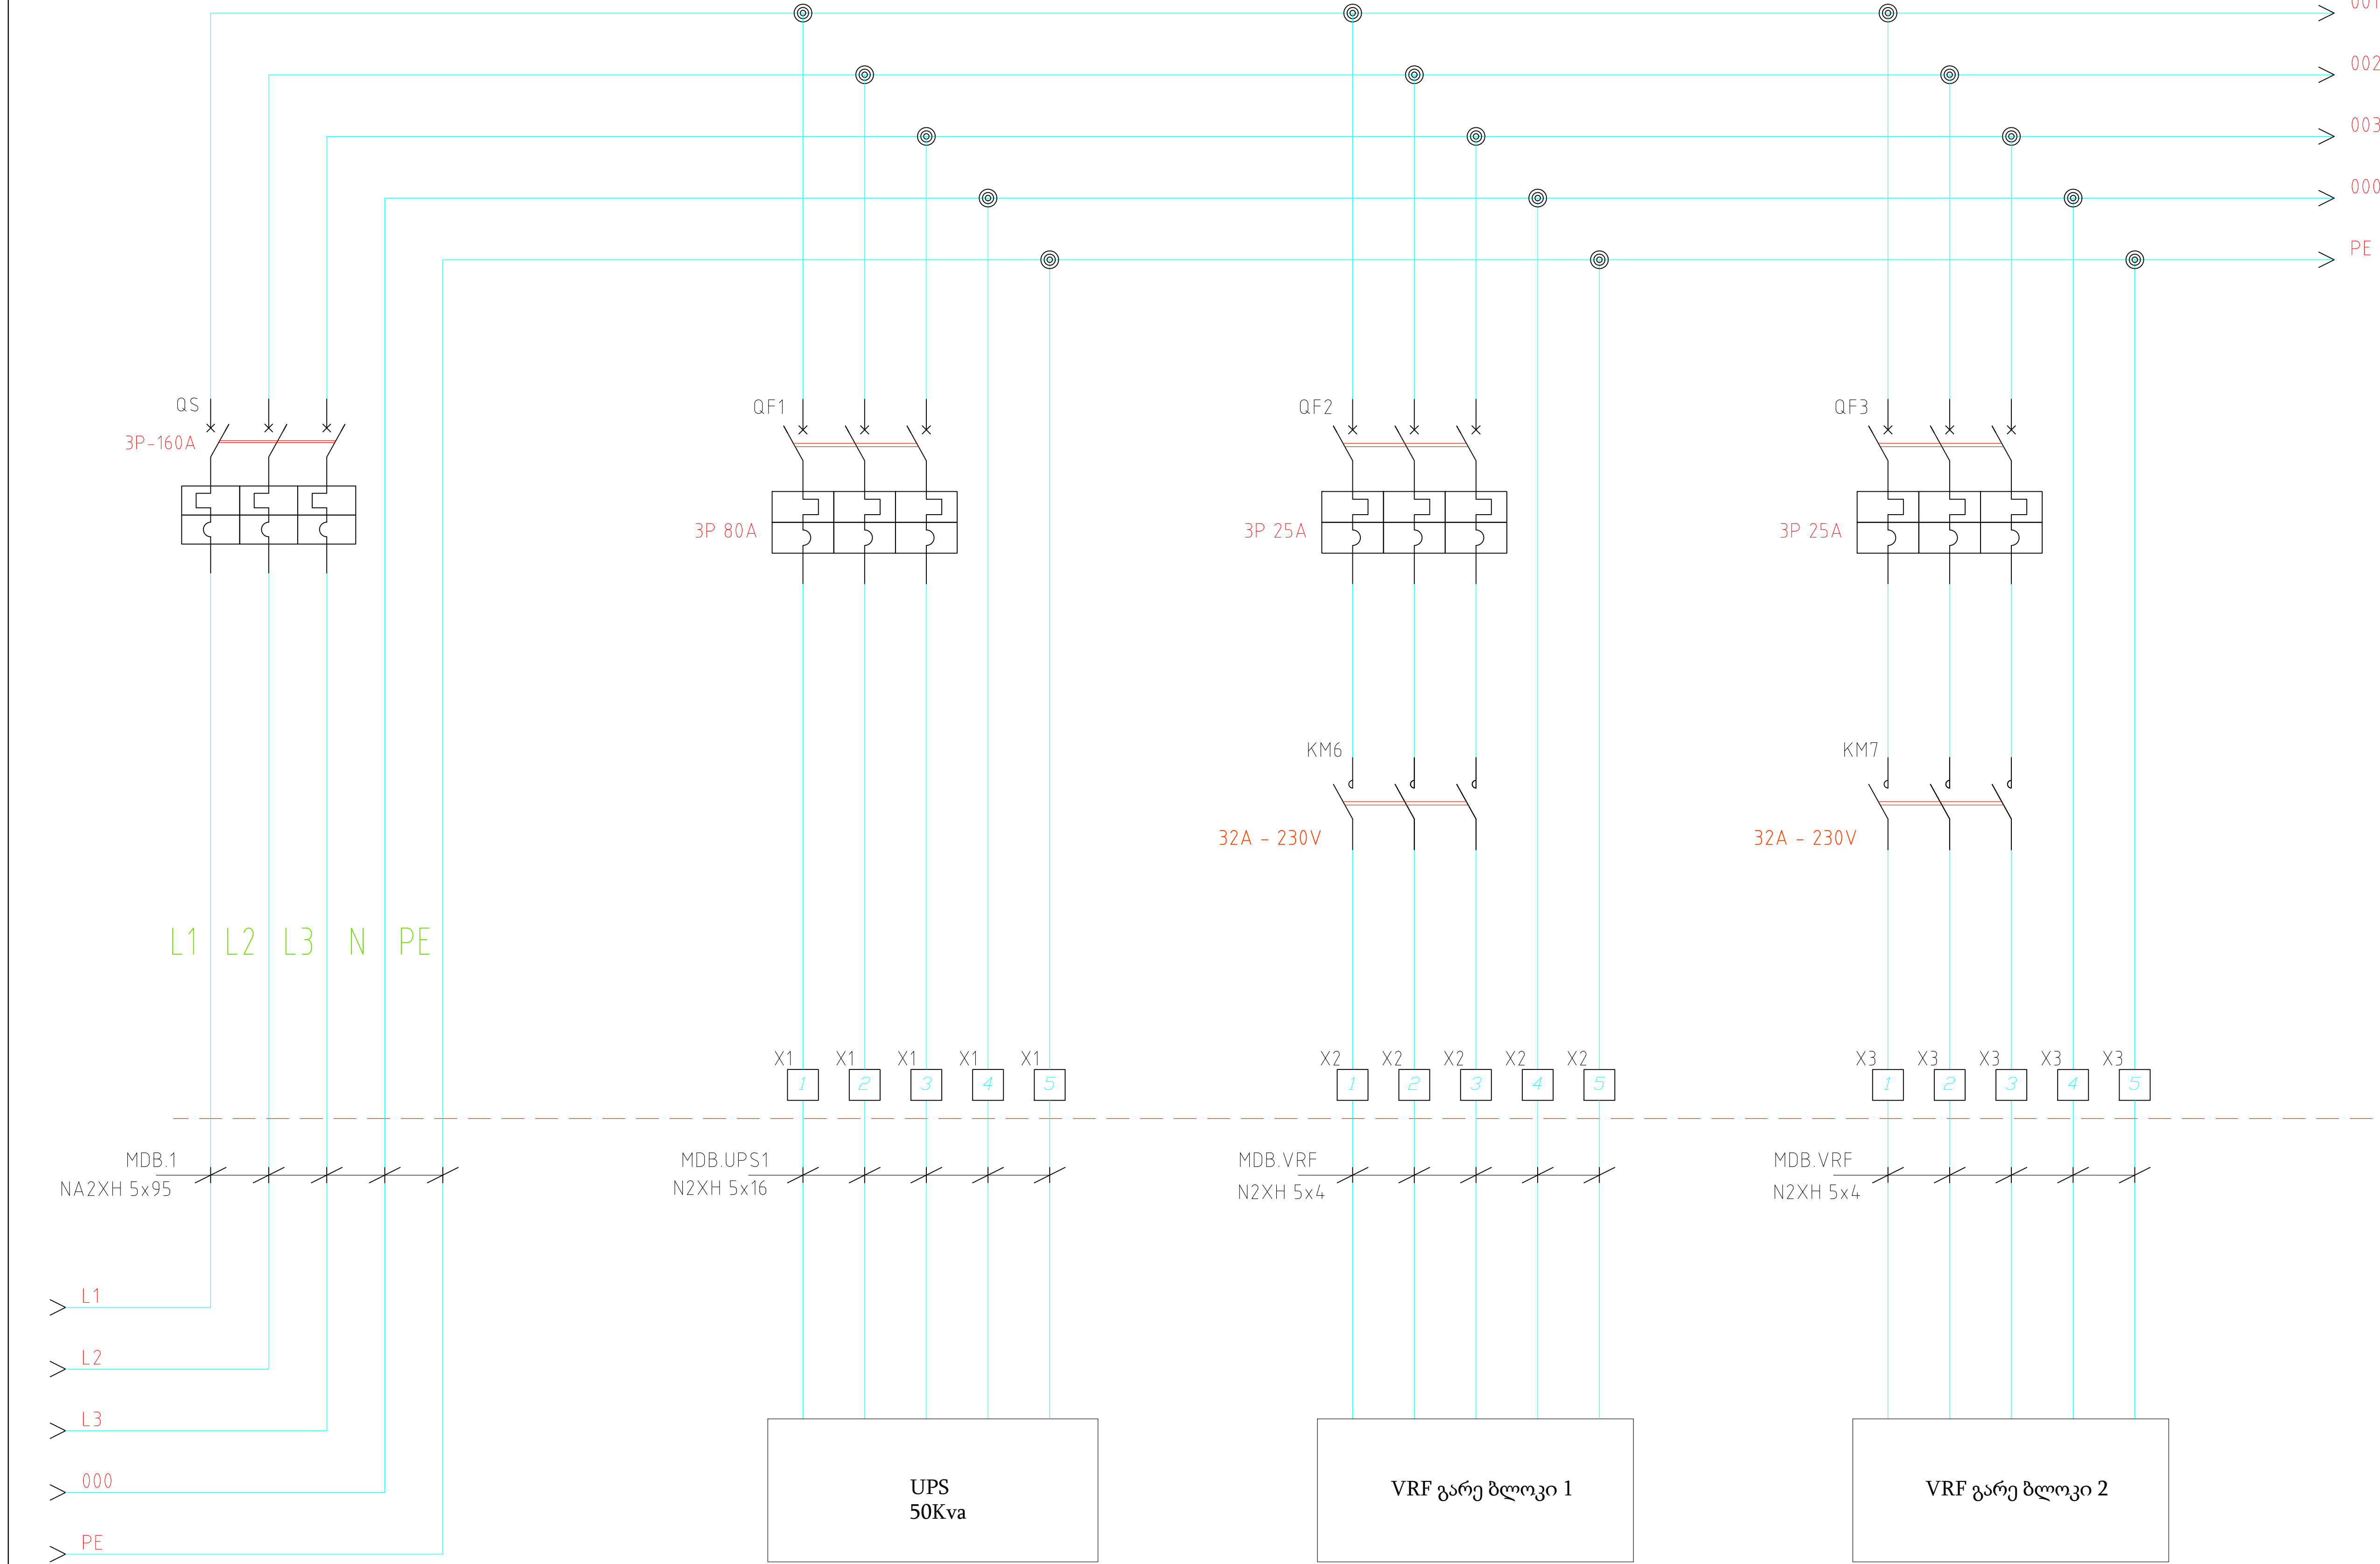 001
002
003
000
PE
QS
3P-160A
QF1
3P 80A
QF2
3P 25A
QF3
3P 25A
KM6
32A - 230V
KM7
32A - 230V
L1 L2 L3 N PE
X1 X1 X1 X1 X1
1 2 3 4 5
X2 X2 X2 X2 X2
1 2 3 4 5
X3 X3 X3 X3 X3
1 2 3 4 5
MDB.1
NA2XH 5x95
MDB.UPS1
N2XH 5x16
MDB.VRF
N2XH 5x4
MDB.VRF
N2XH 5x4
L1
L2
L3
000
PE
UPS
50Kva
VRF გარე ბლოკი 1
VRF გარე ბლოკი 2